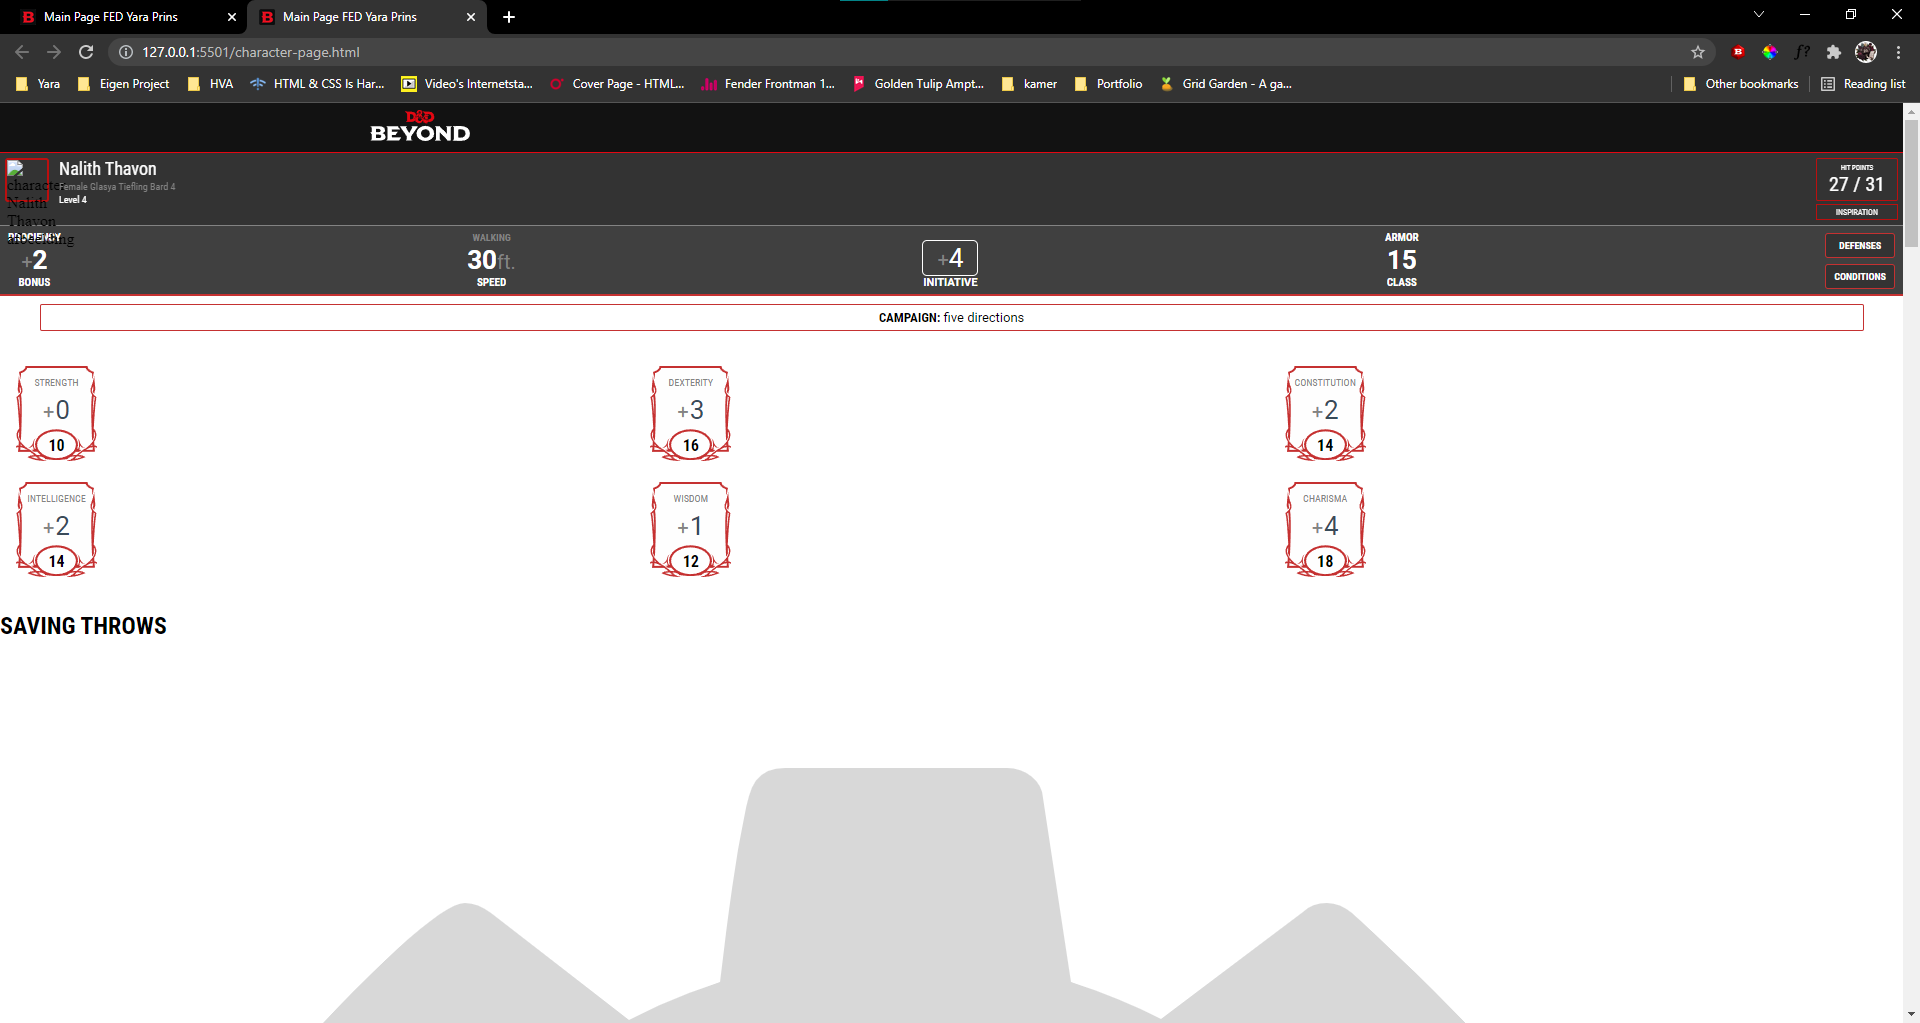 Main Page FED Yara Prins
Main Page FED Yara Prins
127.0.0.1:5501/character-page.html
Yara
Eigen Project
HVA
HTML & CSS Is Har...
Video's Internetsta...
Cover Page - HTML...
Fender Frontman 1...
Golden Tulip Ampt...
kamer
Portfolio
Grid Garden - A ga...
Other bookmarks
Reading list
D&D
BEYOND
Nalith Thavon
Female Glasya Tiefling Bard 4
Level 4
character
Nalith
Thavon
afbeelding
HIT POINTS
27 / 31
INSPIRATION
+2
BONUS
WALKING
30ft.
SPEED
+4
INITIATIVE
ARMOR
15
CLASS
DEFENSES
CONDITIONS
CAMPAIGN: five directions
STRENGTH
+0
10
DEXTERITY
+3
16
CONSTITUTION
+2
14
INTELLIGENCE
+2
14
WISDOM
+1
12
CHARISMA
+4
18
SAVING THROWS